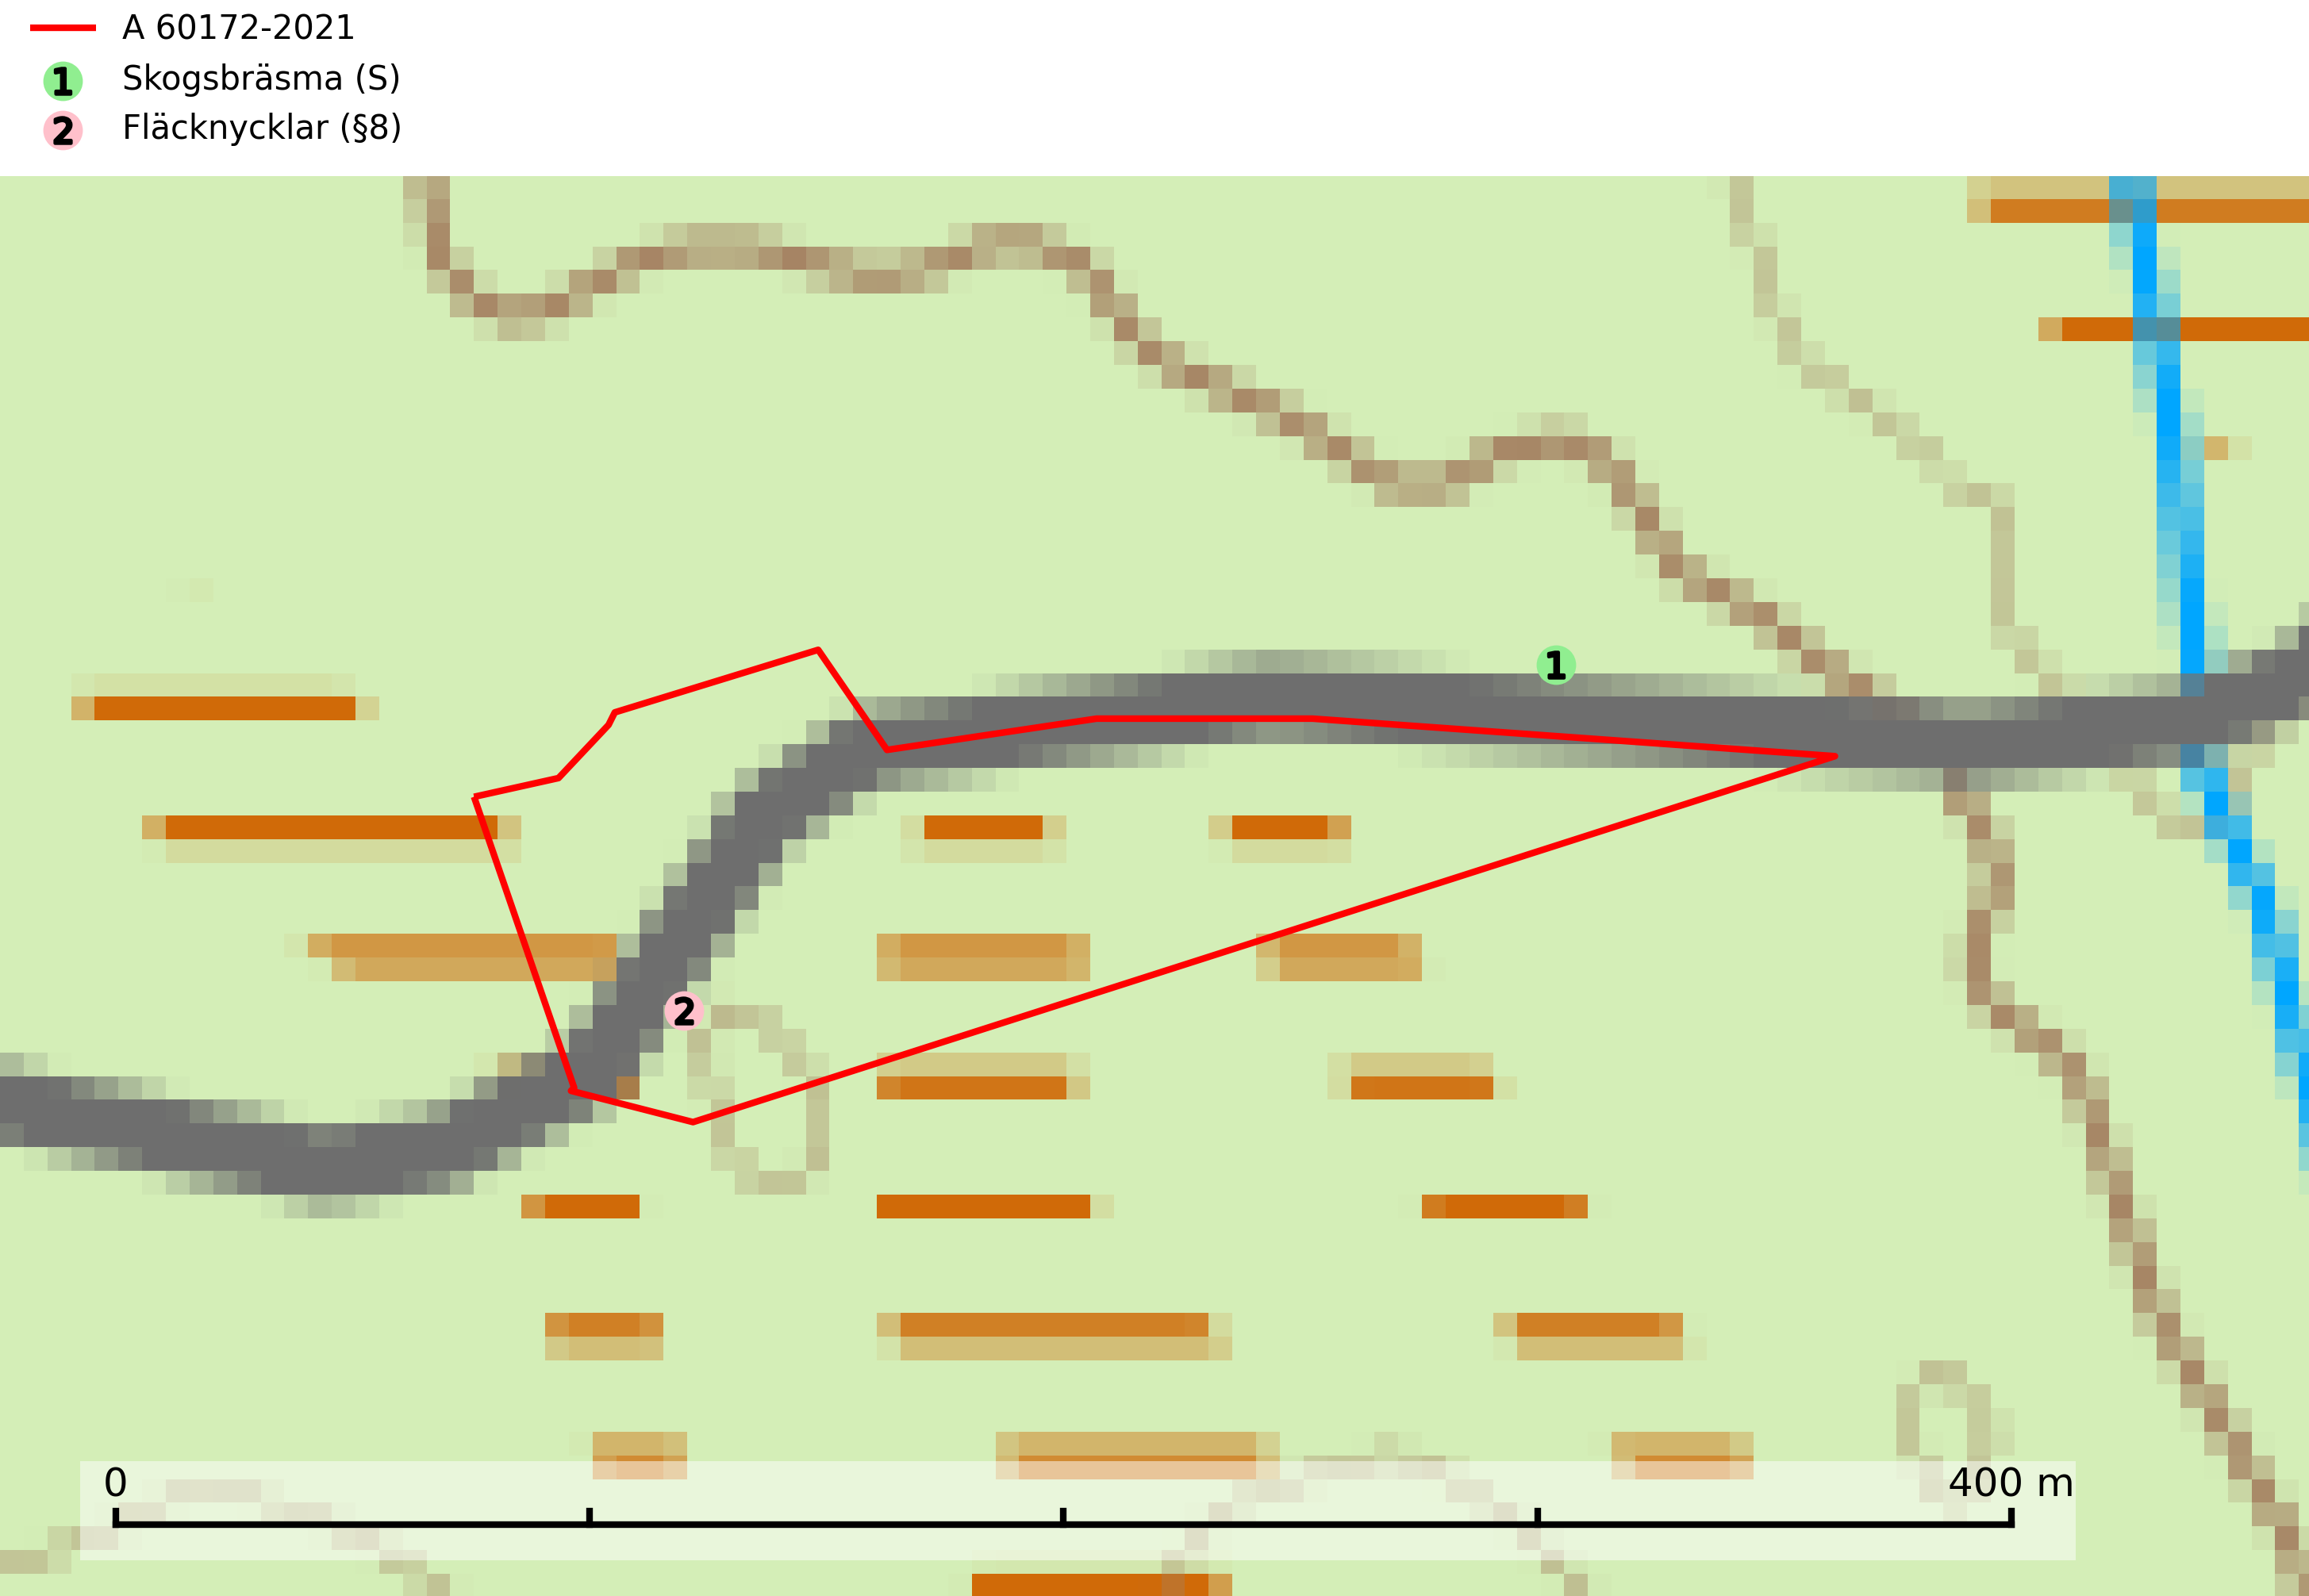 A 60172-2021
1 Skogsbräsma (S)
2 Fläcknycklar (§8)
1
2
0 400 m